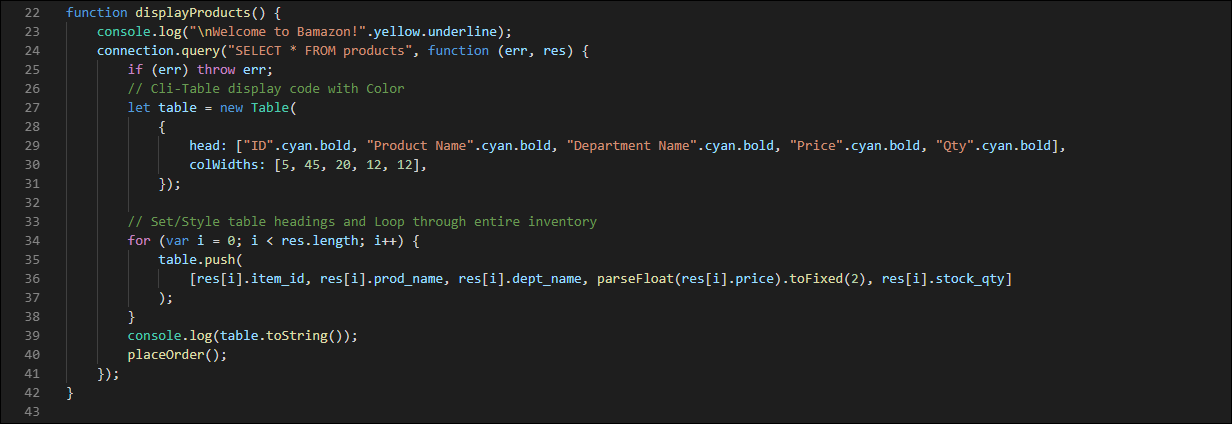 22 function displayProducts() {
23     console.log("\nWelcome to Bamazon!".yellow.underline);
24     connection.query("SELECT * FROM products", function (err, res) {
25         if (err) throw err;
26         // Cli-Table display code with Color
27         let table = new Table(
28             {
29                 head: ["ID".cyan.bold, "Product Name".cyan.bold, "Department Name".cyan.bold, "Price".cyan.bold, "Qty".cyan.bold],
30                 colWidths: [5, 45, 20, 12, 12],
31             });
32
33         // Set/Style table headings and Loop through entire inventory
34         for (var i = 0; i < res.length; i++) {
35             table.push(
36                 [res[i].item_id, res[i].prod_name, res[i].dept_name, parseFloat(res[i].price).toFixed(2), res[i].stock_qty]
37             );
38         }
39         console.log(table.toString());
40         placeOrder();
41     });
42 }
43